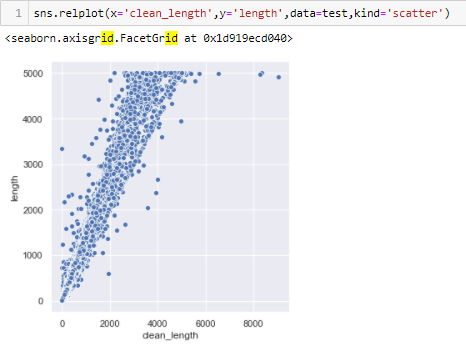 1 sns.relplot(x='clean_length',y='length',data=test,kind='scatter')
<seaborn.axisgrid.FacetGrid at 0x1d919ecd040>
5000
4000
3000
2000
1000
0
length
0 2000 4000 6000 8000
clean_length